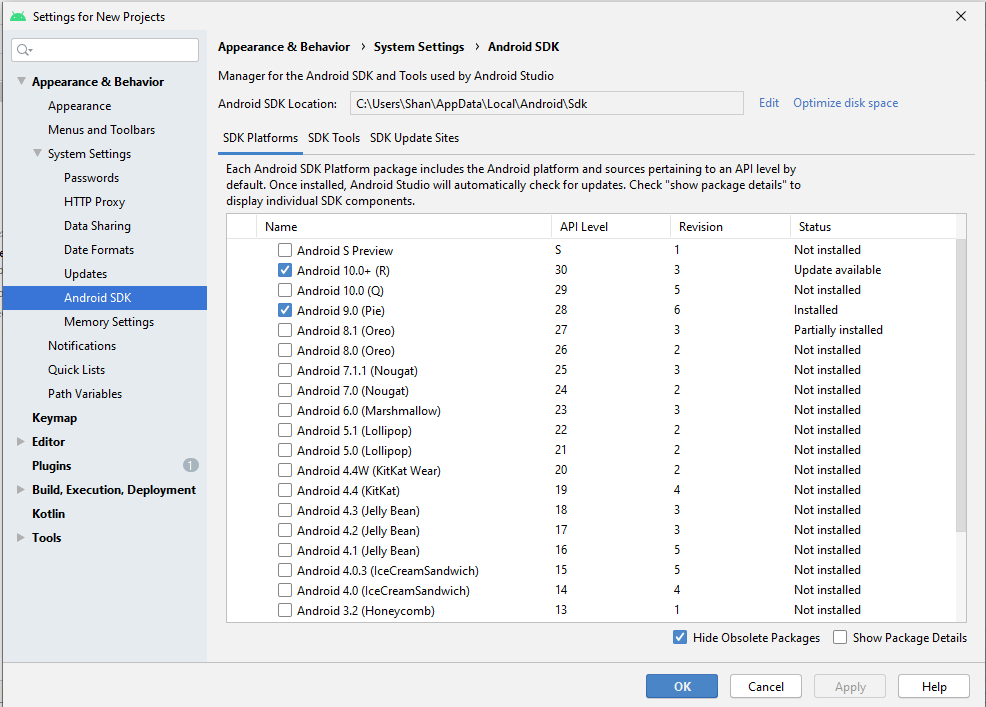 Settings for New Projects
Appearance & Behavior
Appearance
Menus and Toolbars
System Settings
Passwords
HTTP Proxy
Data Sharing
Date Formats
Updates
Android SDK
Memory Settings
Notifications
Quick Lists
Path Variables
Keymap
Editor
Plugins 1
Build, Execution, Deployment
Kotlin
Tools
Appearance & Behavior › System Settings › Android SDK
Manager for the Android SDK and Tools used by Android Studio
Android SDK Location: C:\Users\Shan\AppData\Local\Android\Sdk Edit Optimize disk space
SDK Platforms SDK Tools SDK Update Sites
Each Android SDK Platform package includes the Android platform and sources pertaining to an API level by
default. Once installed, Android Studio will automatically check for updates. Check "show package details" to
display individual SDK components.
Name API Level Revision Status
Android S Preview S 1 Not installed
Android 10.0+ (R) 30 3 Update available
Android 10.0 (Q) 29 5 Not installed
Android 9.0 (Pie) 28 6 Installed
Android 8.1 (Oreo) 27 3 Partially installed
Android 8.0 (Oreo) 26 2 Not installed
Android 7.1.1 (Nougat) 25 3 Not installed
Android 7.0 (Nougat) 24 2 Not installed
Android 6.0 (Marshmallow) 23 3 Not installed
Android 5.1 (Lollipop) 22 2 Not installed
Android 5.0 (Lollipop) 21 2 Not installed
Android 4.4W (KitKat Wear) 20 2 Not installed
Android 4.4 (KitKat) 19 4 Not installed
Android 4.3 (Jelly Bean) 18 3 Not installed
Android 4.2 (Jelly Bean) 17 3 Not installed
Android 4.1 (Jelly Bean) 16 5 Not installed
Android 4.0.3 (IceCreamSandwich) 15 5 Not installed
Android 4.0 (IceCreamSandwich) 14 4 Not installed
Android 3.2 (Honeycomb) 13 1 Not installed
Hide Obsolete Packages Show Package Details
OK Cancel Apply Help